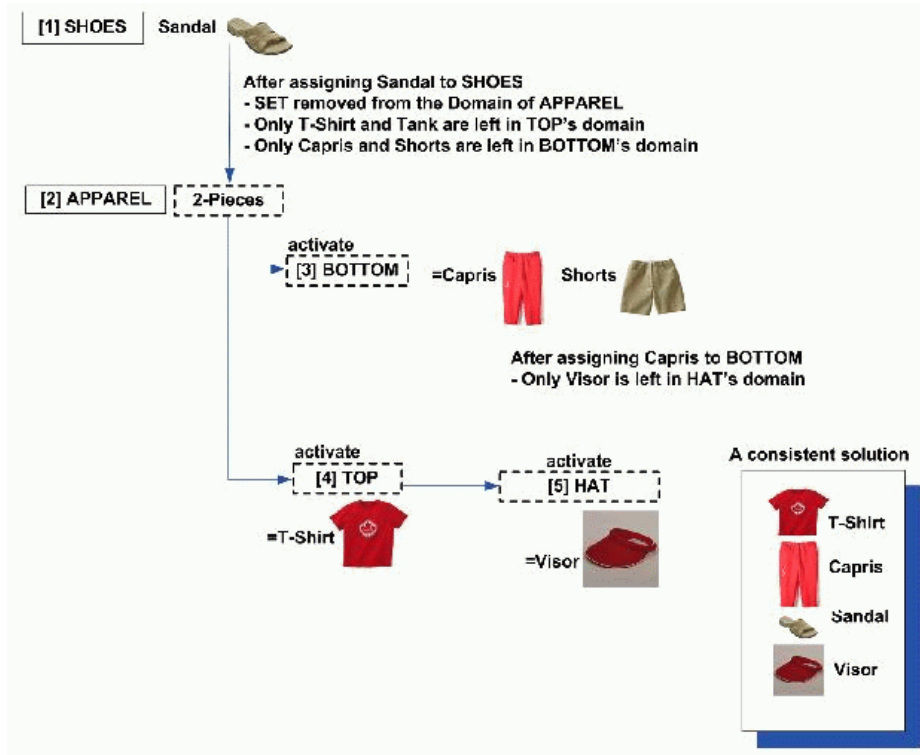 [1] SHOES
Sandal
After assigning Sandal to SHOES
- SET removed from the Domain of APPAREL
- Only T-Shirt and Tank are left in TOP's domain
- Only Capris and Shorts are left in BOTTOM's domain
[2] APPAREL
2-Pieces
activate
[3] BOTTOM
=Capris
Shorts
After assigning Capris to BOTTOM
- Only Visor is left in HAT's domain
activate
[4] TOP
=T-Shirt
activate
[5] HAT
=Visor
A consistent solution
T-Shirt
Capris
Sandal
Visor